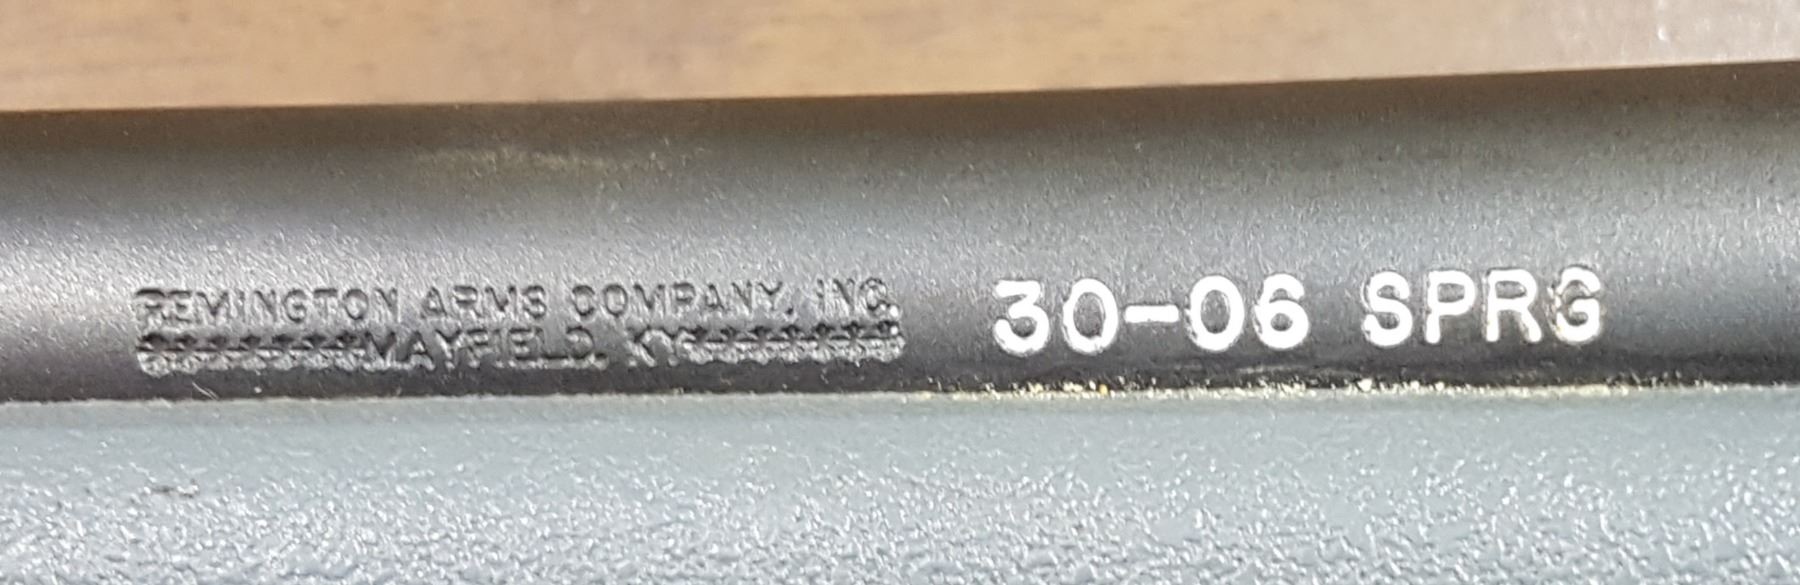 REMINGTON ARMS COMPANY, INC.
*******MAYFIELD, KY*******
30-06 SPRG